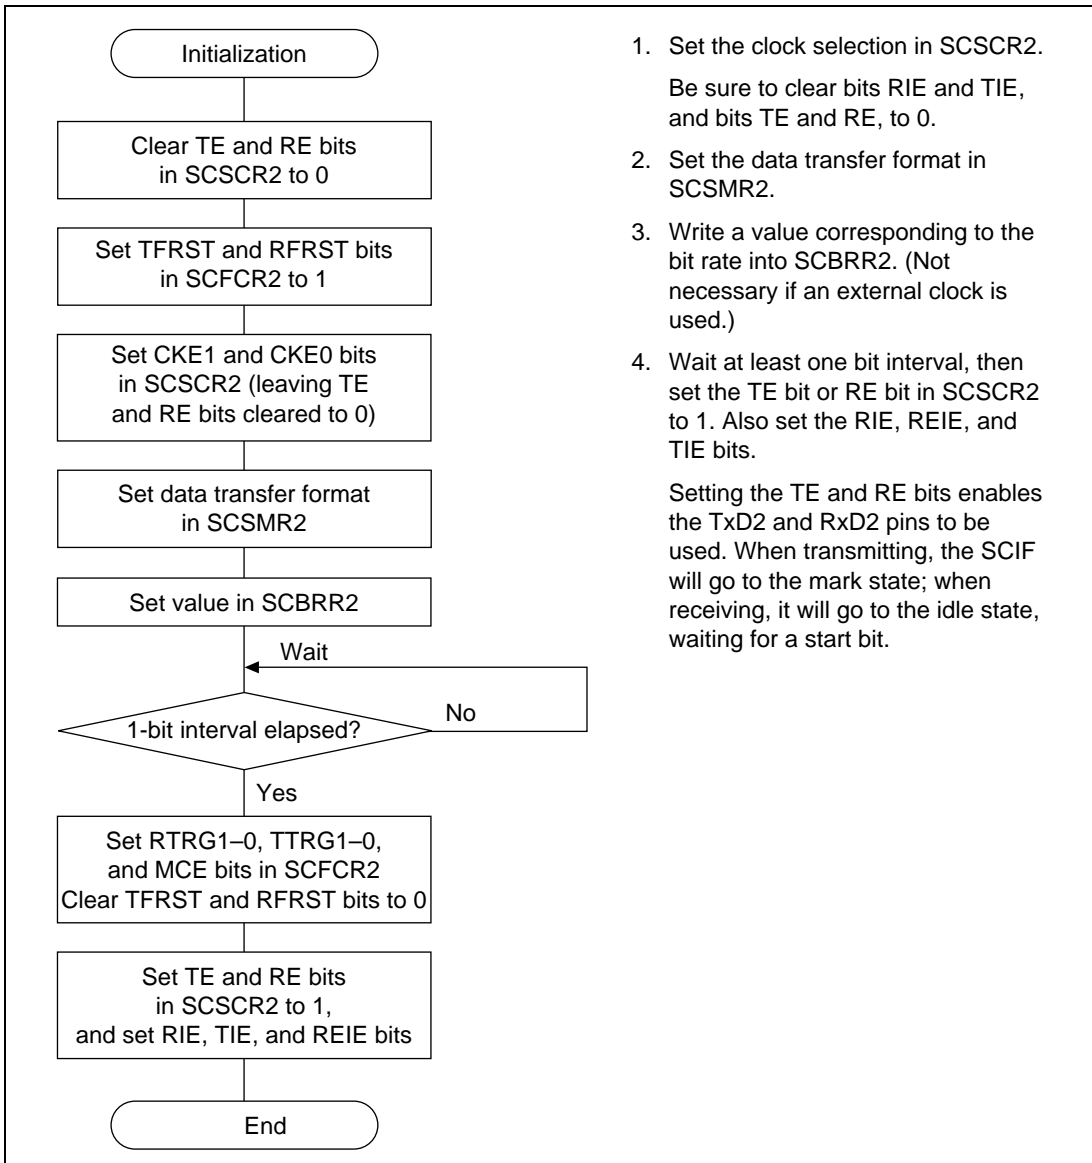 Initialization
Clear TE and RE bits
in SCSCR2 to 0
Set TFRST and RFRST bits
in SCFCR2 to 1
Set CKE1 and CKE0 bits
in SCSCR2 (leaving TE
and RE bits cleared to 0)
Set data transfer format
in SCSMR2
Set value in SCBRR2
Wait
1-bit interval elapsed?
No
Yes
Set RTRG1–0, TTRG1–0,
and MCE bits in SCFCR2
Clear TFRST and RFRST bits to 0
Set TE and RE bits
in SCSCR2 to 1,
and set RIE, TIE, and REIE bits
End
1. Set the clock selection in SCSCR2.
Be sure to clear bits RIE and TIE,
and bits TE and RE, to 0.
2. Set the data transfer format in
SCSMR2.
3. Write a value corresponding to the
bit rate into SCBRR2. (Not
necessary if an external clock is
used.)
4. Wait at least one bit interval, then
set the TE bit or RE bit in SCSCR2
to 1. Also set the RIE, REIE, and
TIE bits.
Setting the TE and RE bits enables
the TxD2 and RxD2 pins to be
used. When transmitting, the SCIF
will go to the mark state; when
receiving, it will go to the idle state,
waiting for a start bit.